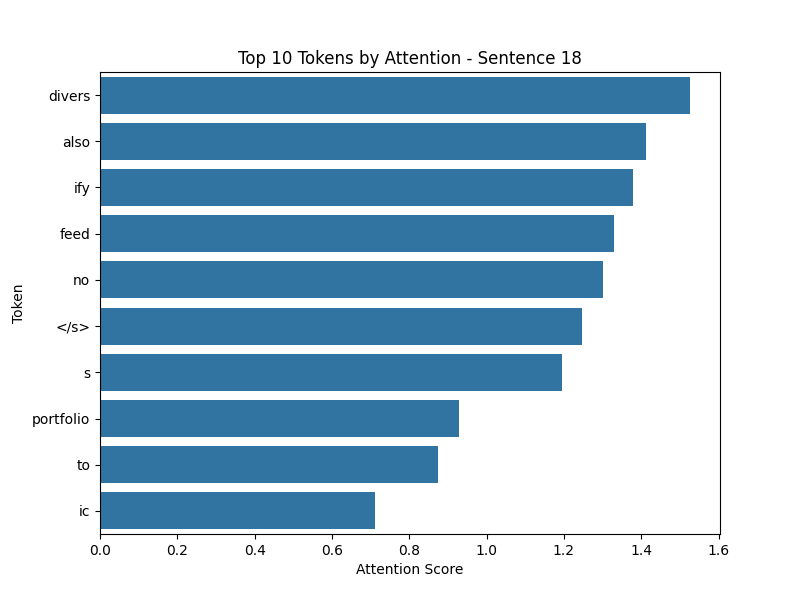 Top 10 Tokens by Attention - Sentence 18
divers
also
ify
feed
no
</s>
s
portfolio
to
ic
Token
0.0 0.2 0.4 0.6 0.8 1.0 1.2 1.4 1.6
Attention Score